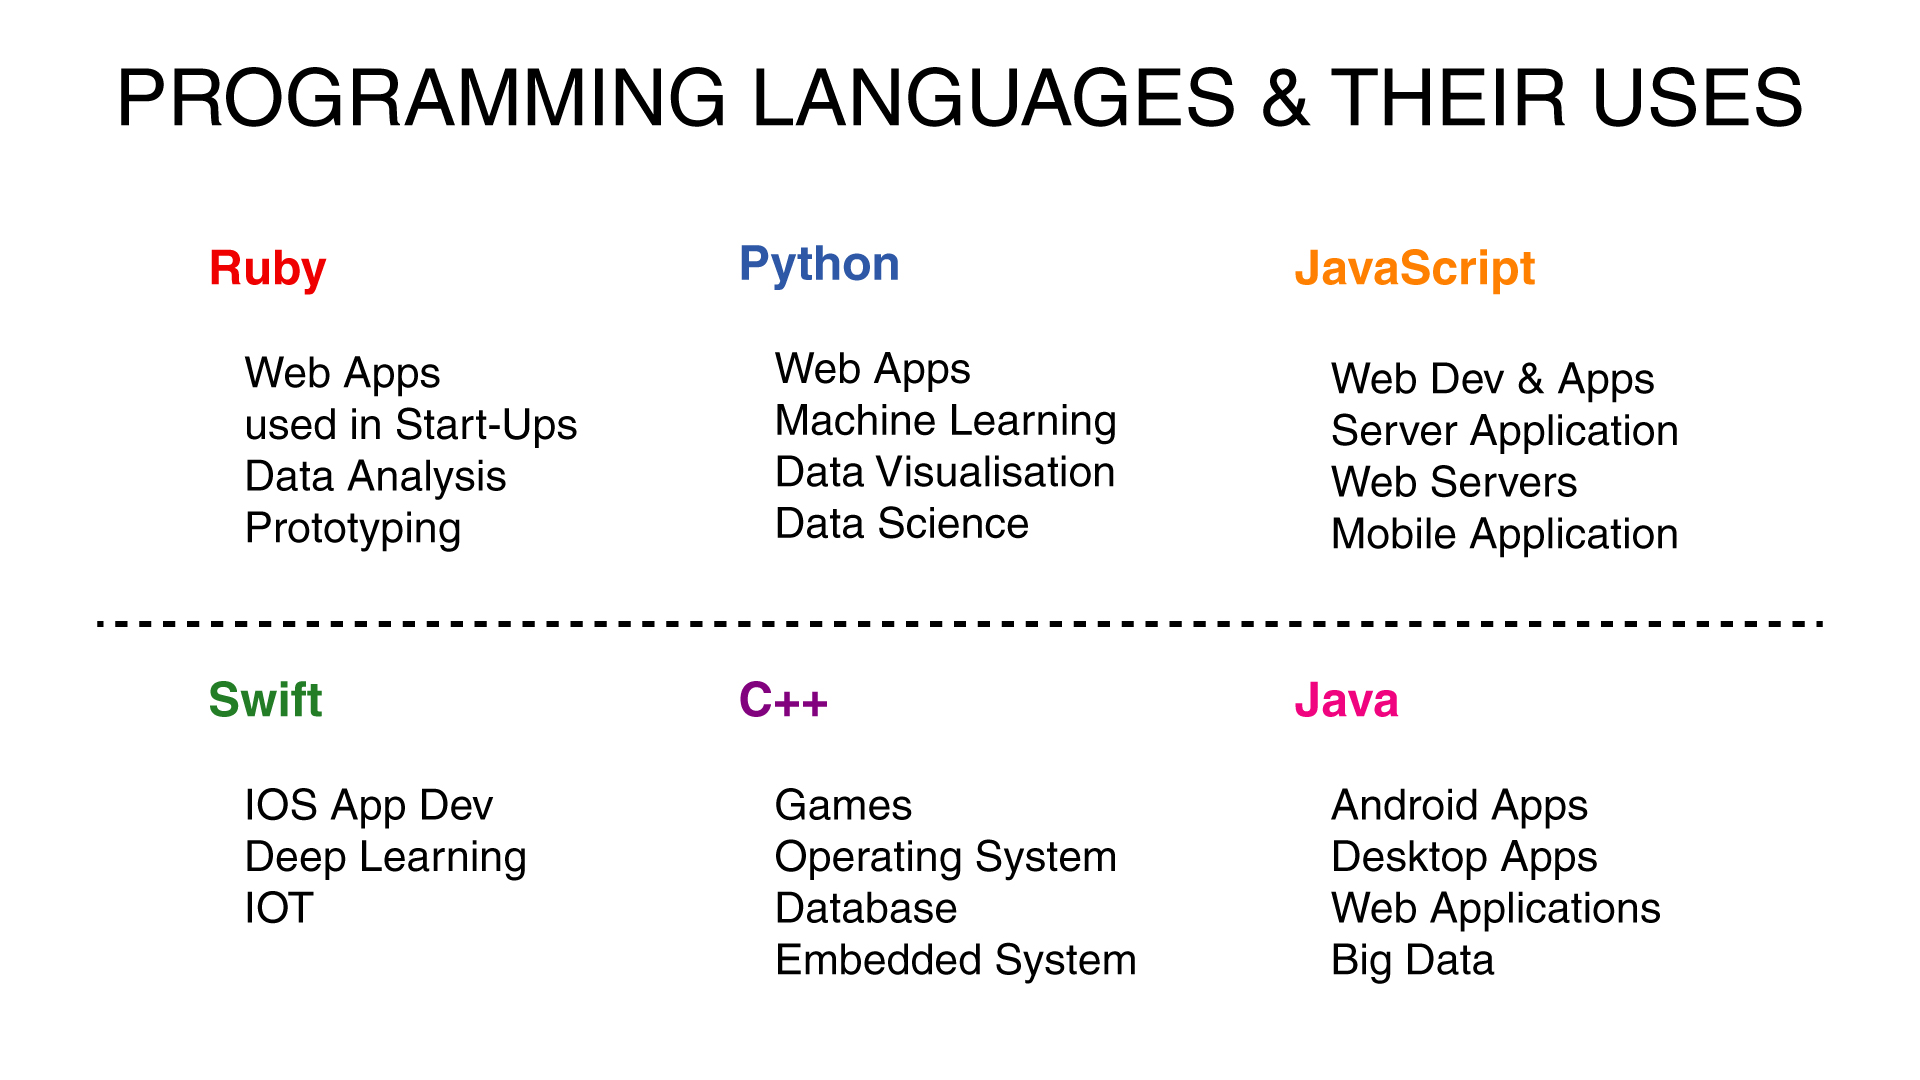 PROGRAMMING LANGUAGES & THEIR USES
Ruby
Web Apps
used in Start-Ups
Data Analysis
Prototyping
Python
Web Apps
Machine Learning
Data Visualisation
Data Science
JavaScript
Web Dev & Apps
Server Application
Web Servers
Mobile Application
Swift
IOS App Dev
Deep Learning
IOT
C++
Games
Operating System
Database
Embedded System
Java
Android Apps
Desktop Apps
Web Applications
Big Data